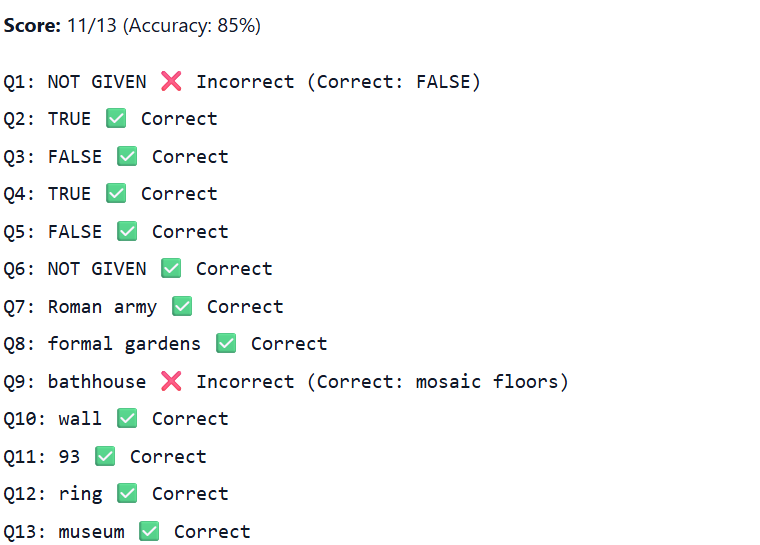 Score: 11/13 (Accuracy: 85%)
Q1: NOT GIVEN ❌ Incorrect (Correct: FALSE)
Q2: TRUE ✅ Correct
Q3: FALSE ✅ Correct
Q4: TRUE ✅ Correct
Q5: FALSE ✅ Correct
Q6: NOT GIVEN ✅ Correct
Q7: Roman army ✅ Correct
Q8: formal gardens ✅ Correct
Q9: bathhouse ❌ Incorrect (Correct: mosaic floors)
Q10: wall ✅ Correct
Q11: 93 ✅ Correct
Q12: ring ✅ Correct
Q13: museum ✅ Correct